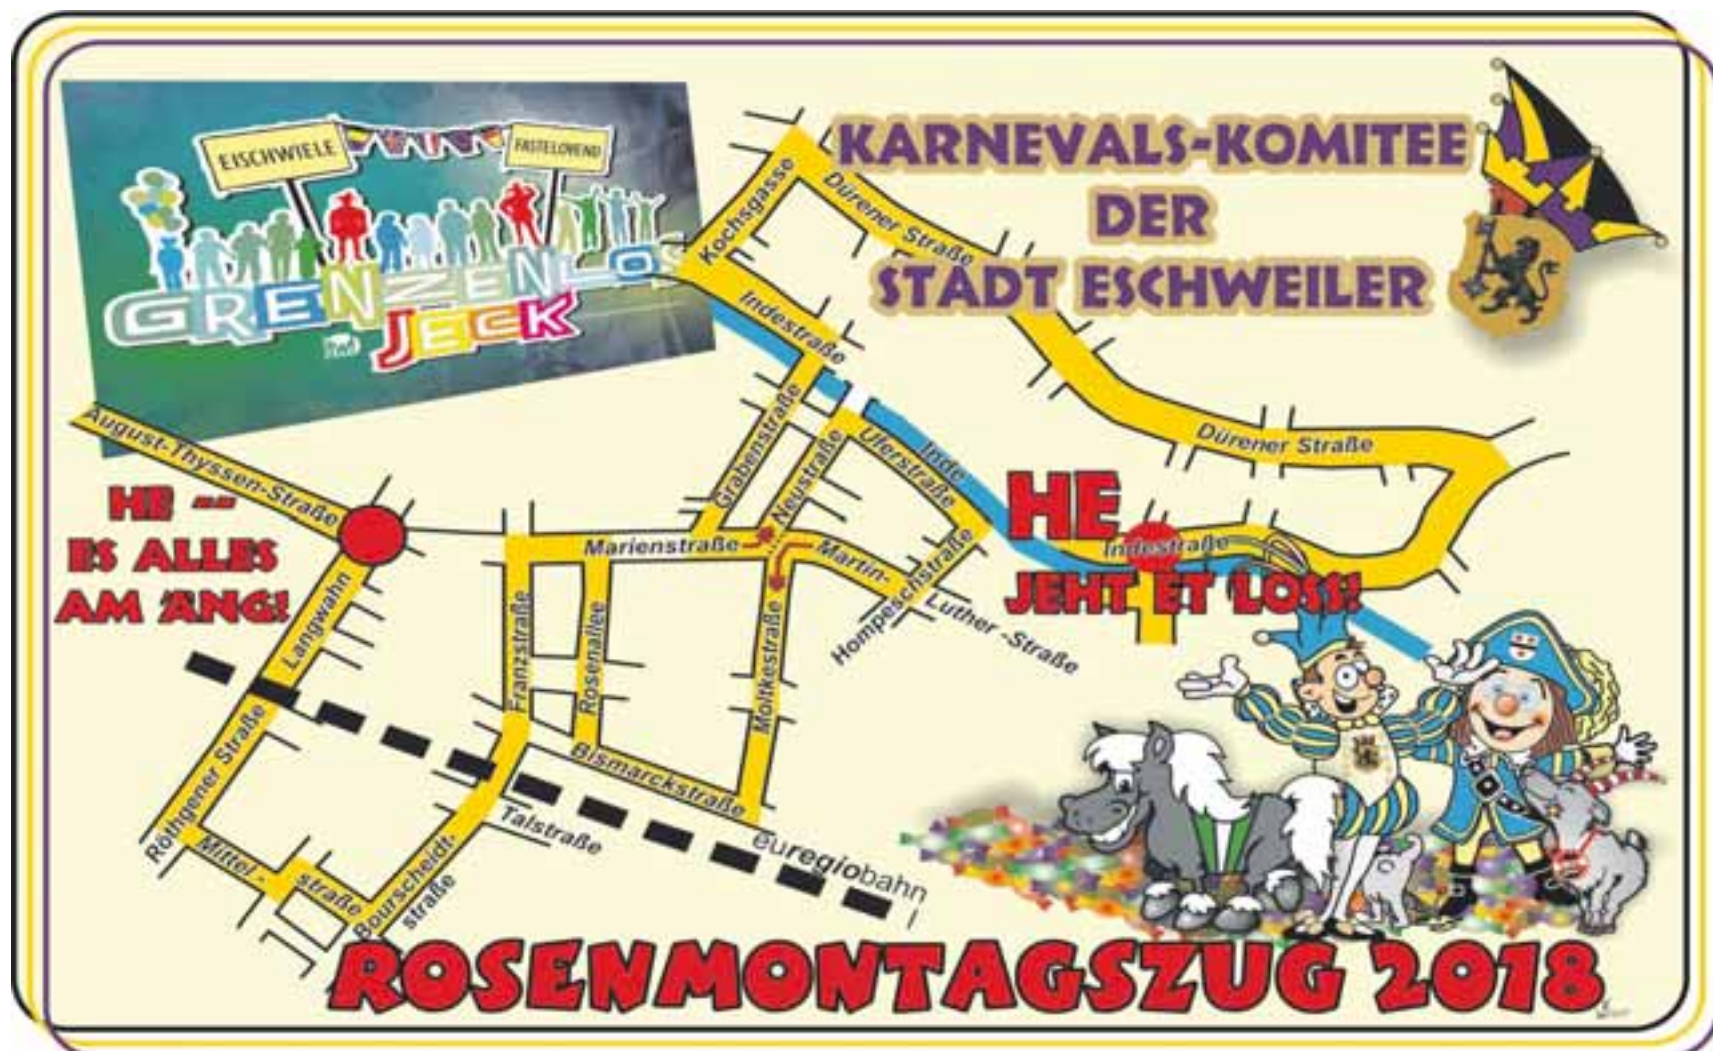 EISCHWIELE
FASTELOVEND
GRENZENLOS
JECK
KARNEVALS-KOMITEE
DER
STADT ESCHWEILER
Kochsgasse
Dürener Straße
Indestraße
August-Thyssen-Straße
Grabenstraße
Neustraße
Uferstraße
Inde
Dürener Straße
HE --
ES ALLES
AM ÄNG!
Marienstraße
Martin-
Luther -Straße
Hompeschstraße
HE
Indestraße
JEHT ET LOSS!
Langwahn
Franzstraße
Rosenallee
Moltkestraße
Röthgener Straße
Bismarckstraße
Talstraße
euregiobahn
Mittel-
straße
Bourscheidt-
straße
ROSENMONTAGSZUG 2018